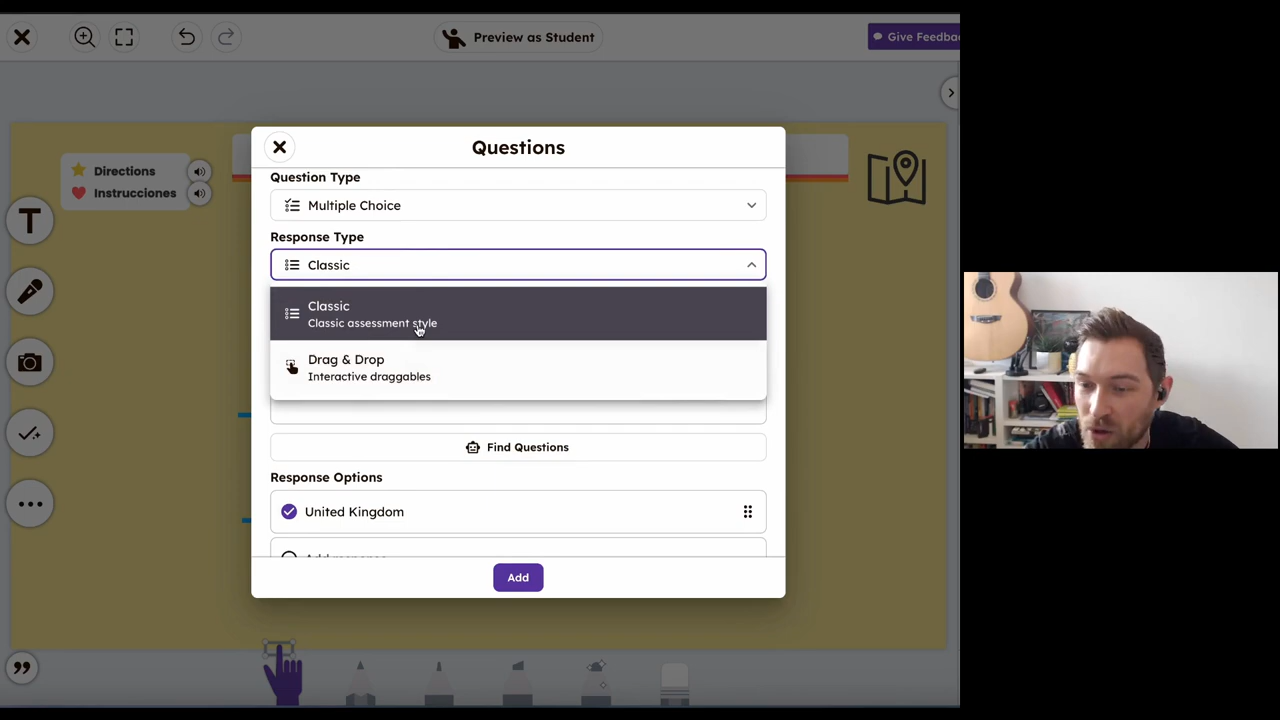 Preview as Student
Give Feedba
Directions
Instrucciones
T
Questions
Question Type
Multiple Choice
Response Type
Classic
Classic
Classic assessment style
Drag & Drop
Interactive draggables
Find Questions
Response Options
United Kingdom
Add